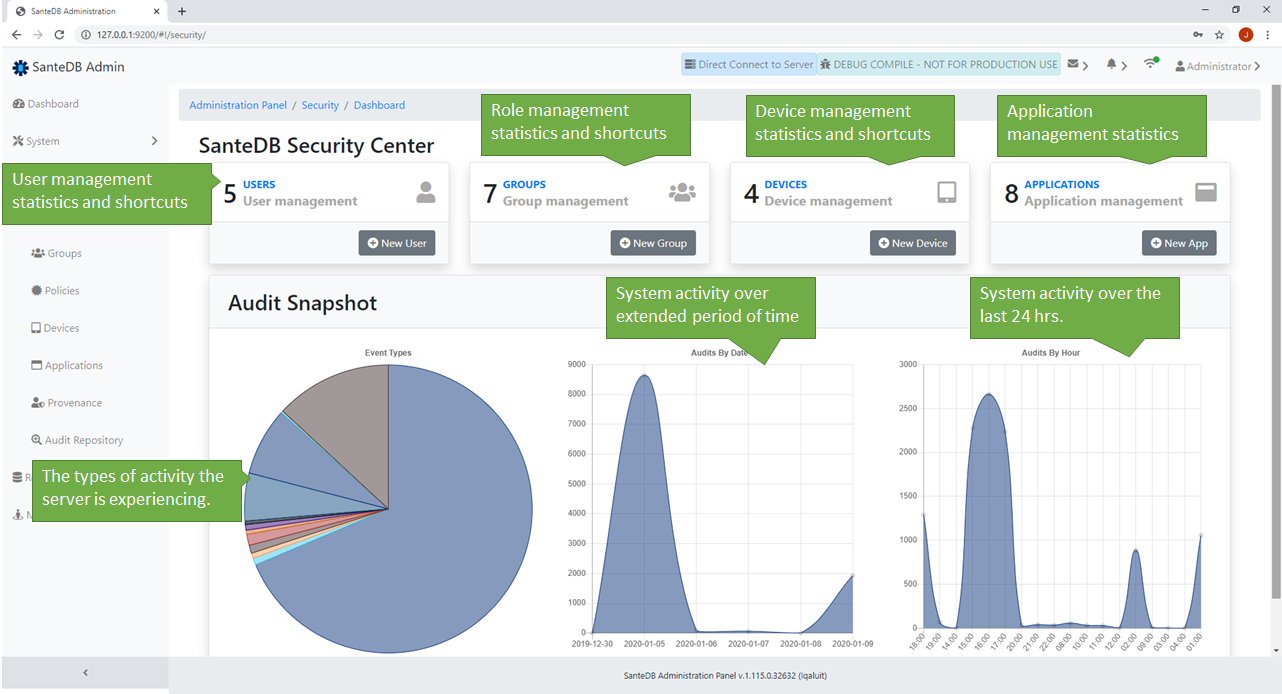 SanteDB Administration
127.0.0.1:9200/#!/security/
J
SanteDB Admin
Direct Connect to Server
DEBUG COMPILE - NOT FOR PRODUCTION USE
Administrator
Dashboard
System
Groups
Policies
Devices
Applications
Provenance
Audit Repository
Administration Panel / Security / Dashboard
SanteDB Security Center
User management
statistics and shortcuts
Role management
statistics and shortcuts
Device management
statistics and shortcuts
Application
management statistics
5 USERS
User management
New User
7 GROUPS
Group management
New Group
4 DEVICES
Device management
New Device
8 APPLICATIONS
Application management
New App
Audit Snapshot
System activity over
extended period of time
System activity over the
last 24 hrs.
The types of activity the
server is experiencing.
Event Types
Audits By Date
9000
8000
7000
6000
5000
4000
3000
2000
1000
0
2019-12-30 2020-01-05 2020-01-06 2020-01-07 2020-01-08 2020-01-09
Audits By Hour
3000
2500
2000
1500
1000
500
0
18:00 19:00 14:00 15:00 16:00 17:00 20:00 21:00 22:00 08:00 10:00 11:00 12:00 02:00 09:00 03:00 04:00 01:00
SanteDB Administration Panel v.1.115.0.32632 (Iqaluit)